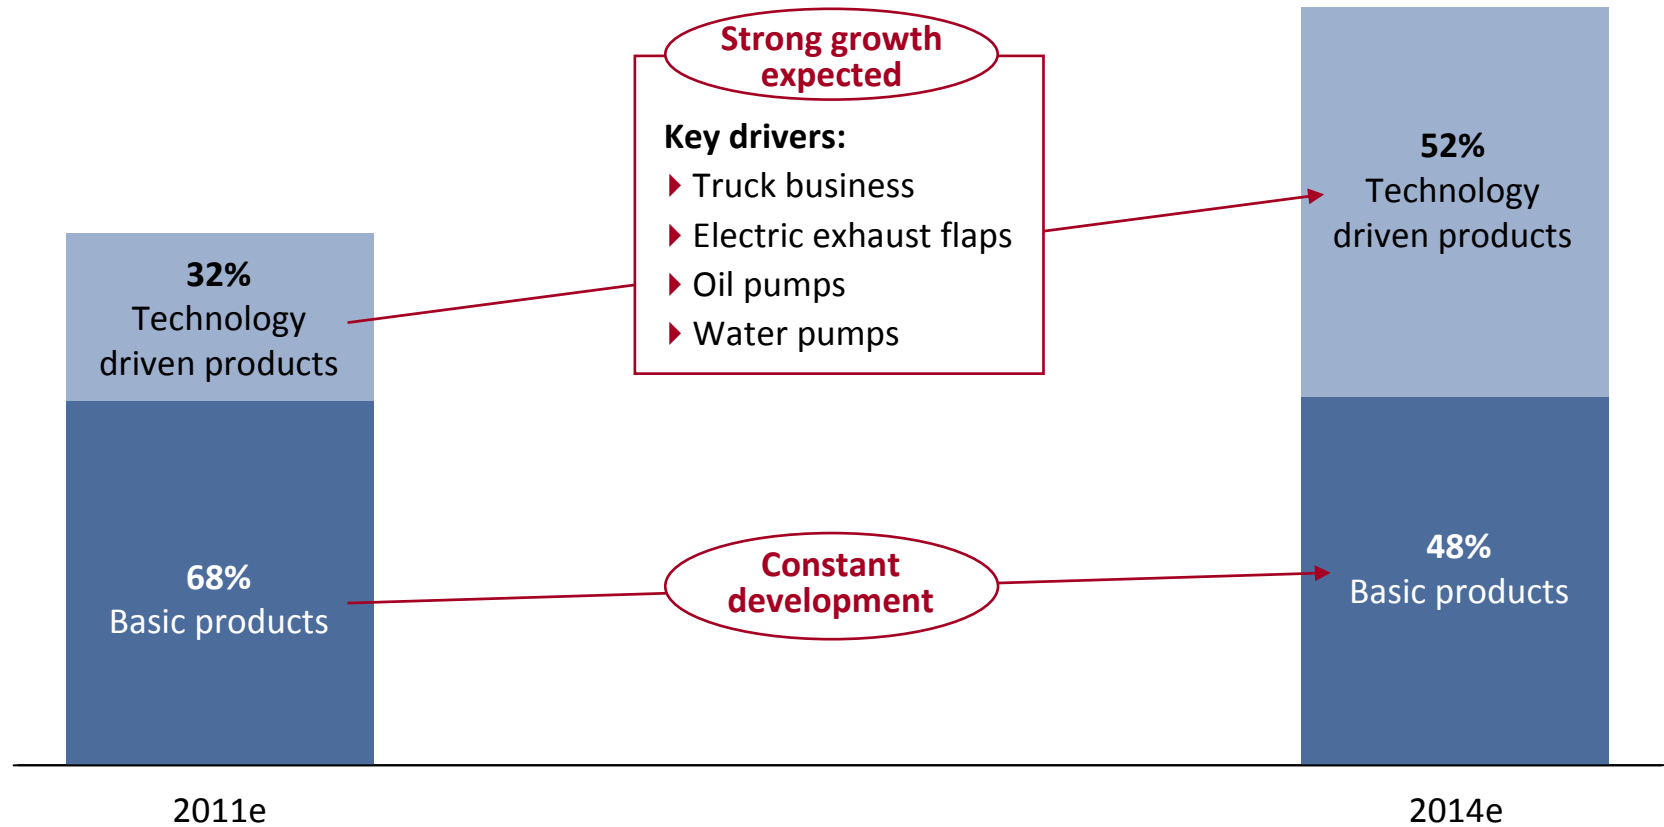 Strong growth
expected
Key drivers:
Truck business
Electric exhaust flaps
Oil pumps
Water pumps
32%
Technology
driven products
52%
Technology
driven products
68%
Basic products
Constant
development
48%
Basic products
2011e
2014e